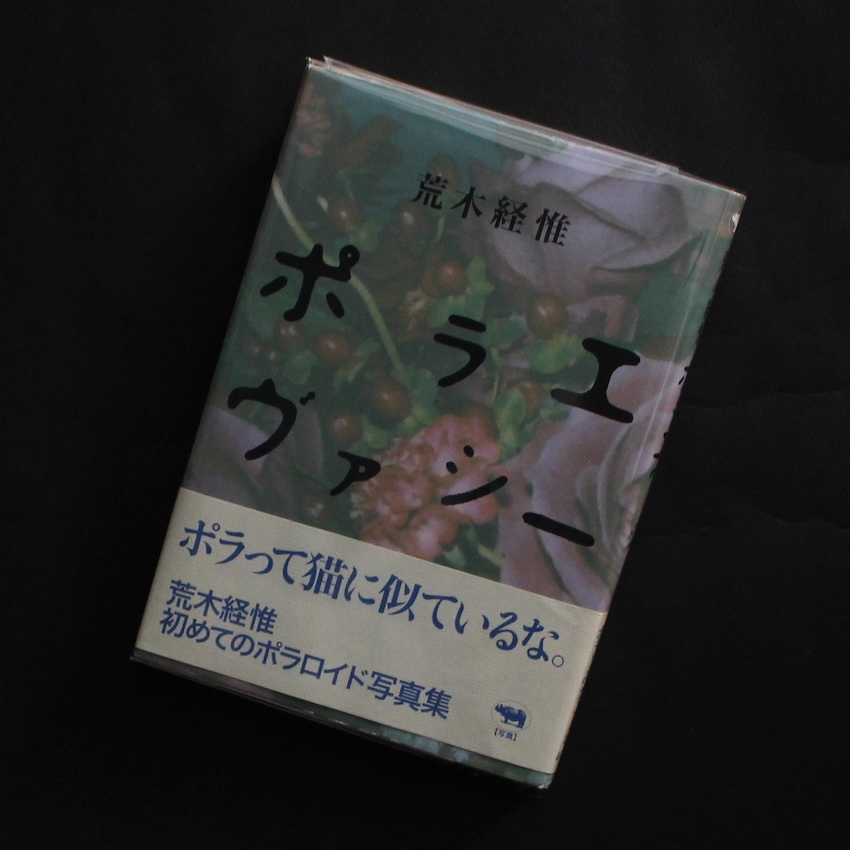 荒木経惟
ポラエ
ヴァシー
ポラって猫に似ているな。
荒木経惟
初めてのポラロイド写真集
【写真】